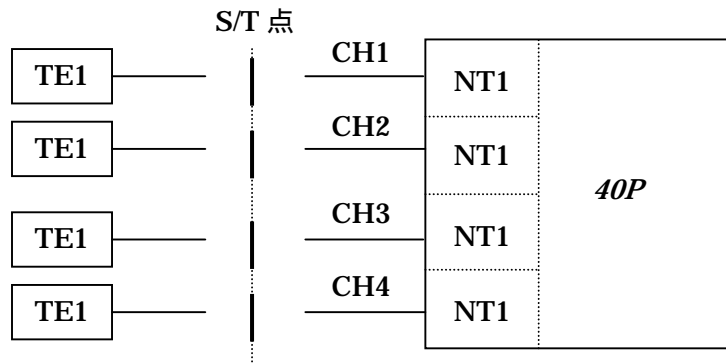 S/T 点
TE1 CH1 NT1
TE1 CH2 NT1
40P
TE1 CH3 NT1
TE1 CH4 NT1